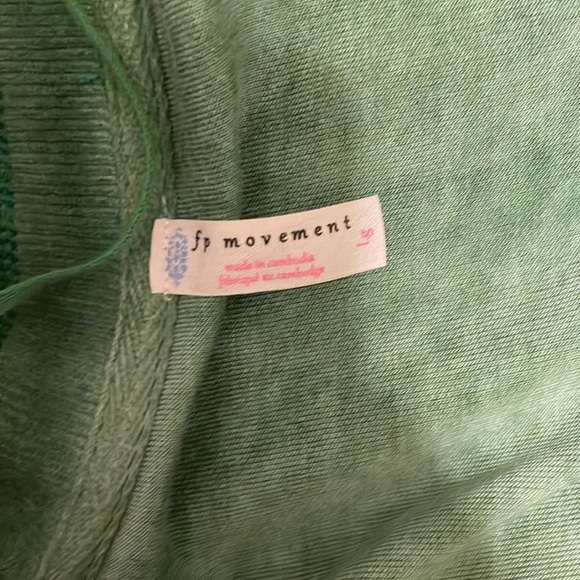 fp movement
made in cambodia
fabriqué au cambodge